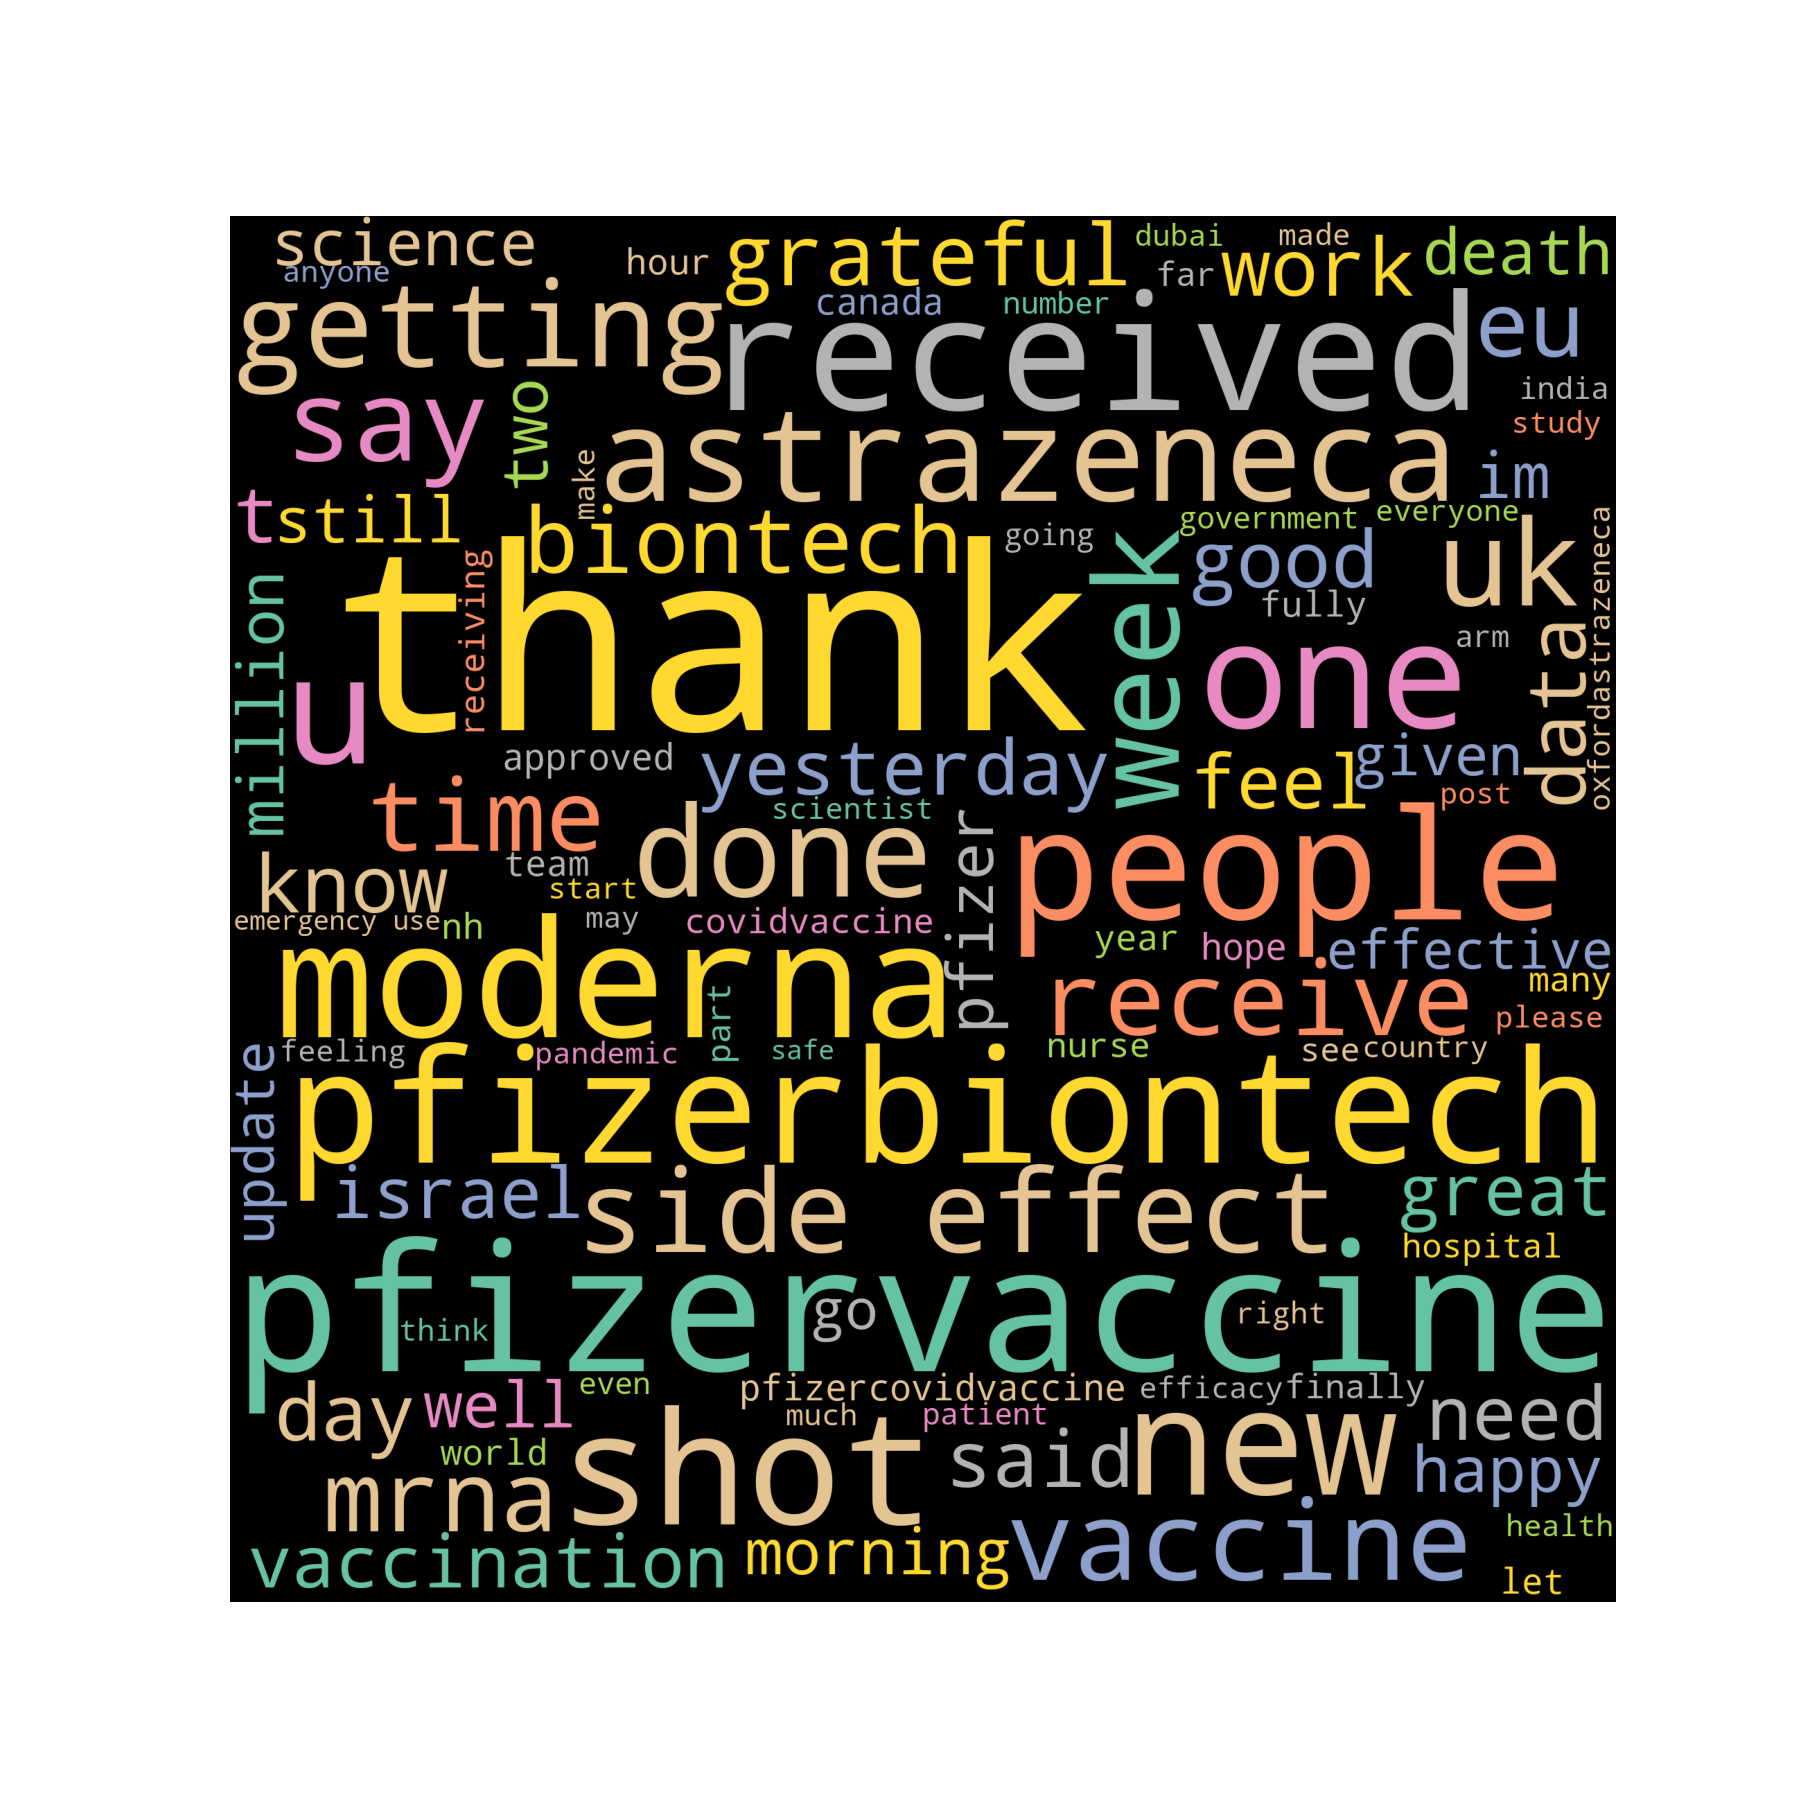 science
anyone
hour
grateful
dubai
made
far
work
death
getting
canada
number
received
eu
india
study
say
two
make
astrazeneca
im
t
still
biontech
going
government
everyone
week
good
uk
oxfordastrazeneca
million
receiving
thank
fully
arm
data
u
one
approved
yesterday
feel
given
post
time
scientist
done
pfizer
people
know
team
start
emergency use
nh
may
covidvaccine
year
hope
effective
moderna
receive
many
please
part
update
feeling
pandemic
safe
nurse
see
country
pfizerbiontech
israel
side effect
great
hospital
pfizervaccine
think
go
right
day
well
even
pfizercovidvaccine
efficacy
finally
much
patient
need
world
shot
said
new
happy
mrna
vaccination
morning
vaccine
health
let